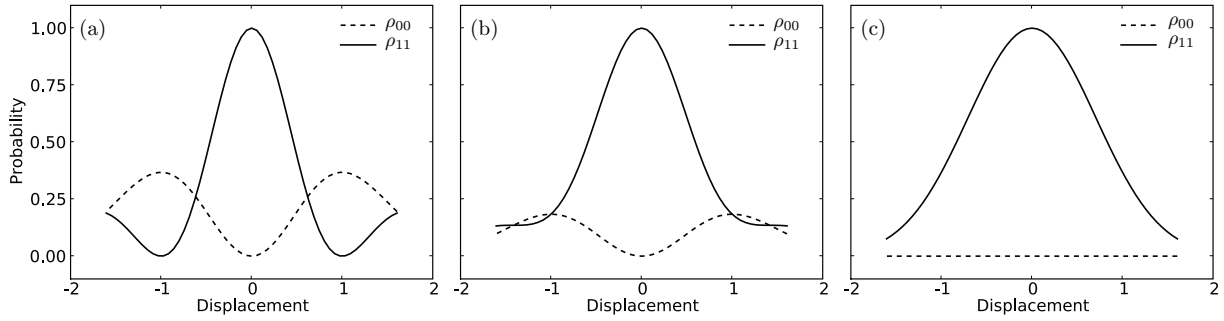 (a) ρ00 ρ11
(b) ρ00 ρ11
(c) ρ00 ρ11
1.00
0.75
0.50
0.25
0.00
Probability
-2 -1 0 1 2
-2 -1 0 1 2
-2 -1 0 1 2
Displacement
Displacement
Displacement